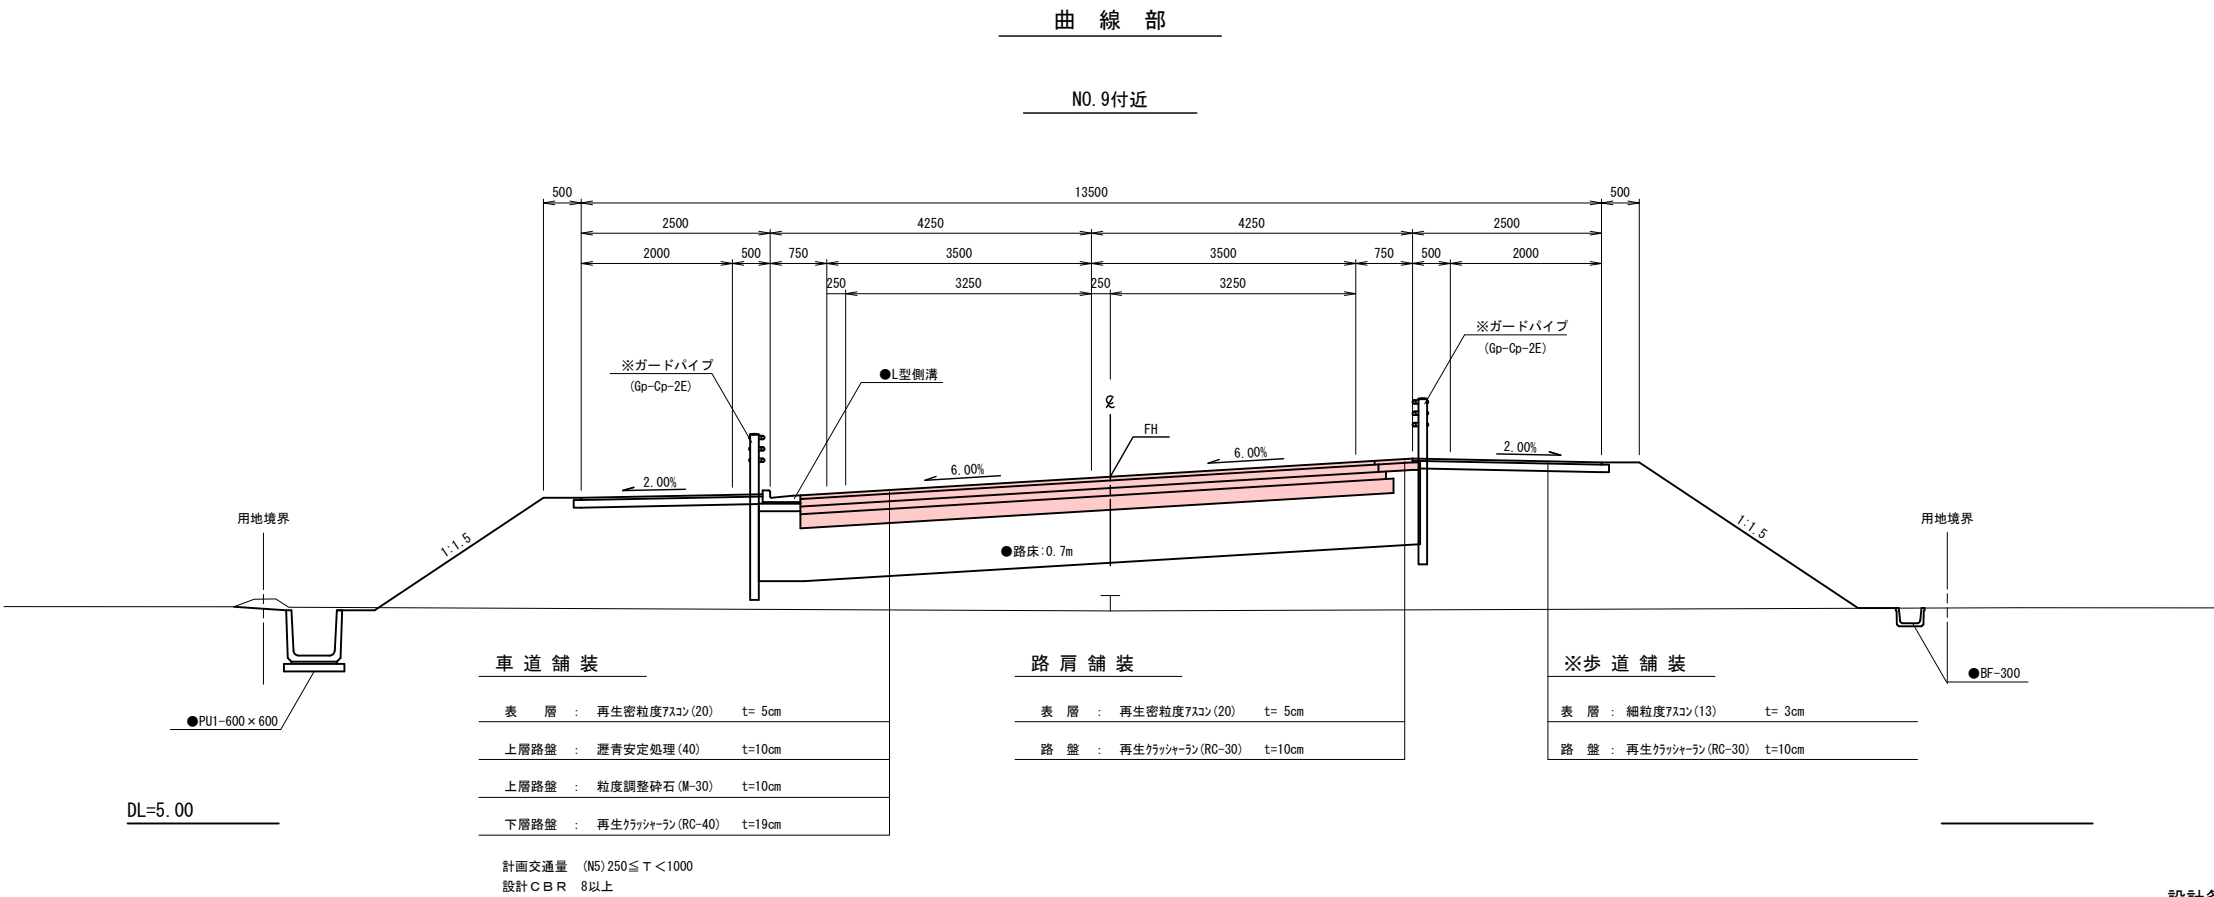 曲線部
NO.9付近
500 13500 500
2500 4250 4250 2500
2000 500 750 3500 3500 750 500 2000
250 3250 250 3250
※ガードパイプ
(Gp-Cp-2E)
※ガードパイプ
(Gp-Cp-2E)
●L型側溝
FH
2.00%
6.00%
6.00%
2.00%
用地境界
1:1.5
●路床:0.7m
1:1.5
用地境界
車道舗装
表層 : 再生密粒度アスコン(20) t= 5cm
上層路盤 : 瀝青安定処理(40) t=10cm
上層路盤 : 粒度調整砕石(M-30) t=10cm
下層路盤 : 再生クラッシャーラン(RC-40) t=19cm
計画交通量 (N5)250≦T<1000
設計CBR 8以上
路肩舗装
表層 : 再生密粒度アスコン(20) t= 5cm
路盤 : 再生クラッシャーラン(RC-30) t=10cm
※歩道舗装
表層 : 細粒度アスコン(13) t= 3cm
路盤 : 再生クラッシャーラン(RC-30) t=10cm
●PU1-600×600
●BF-300
DL=5.00